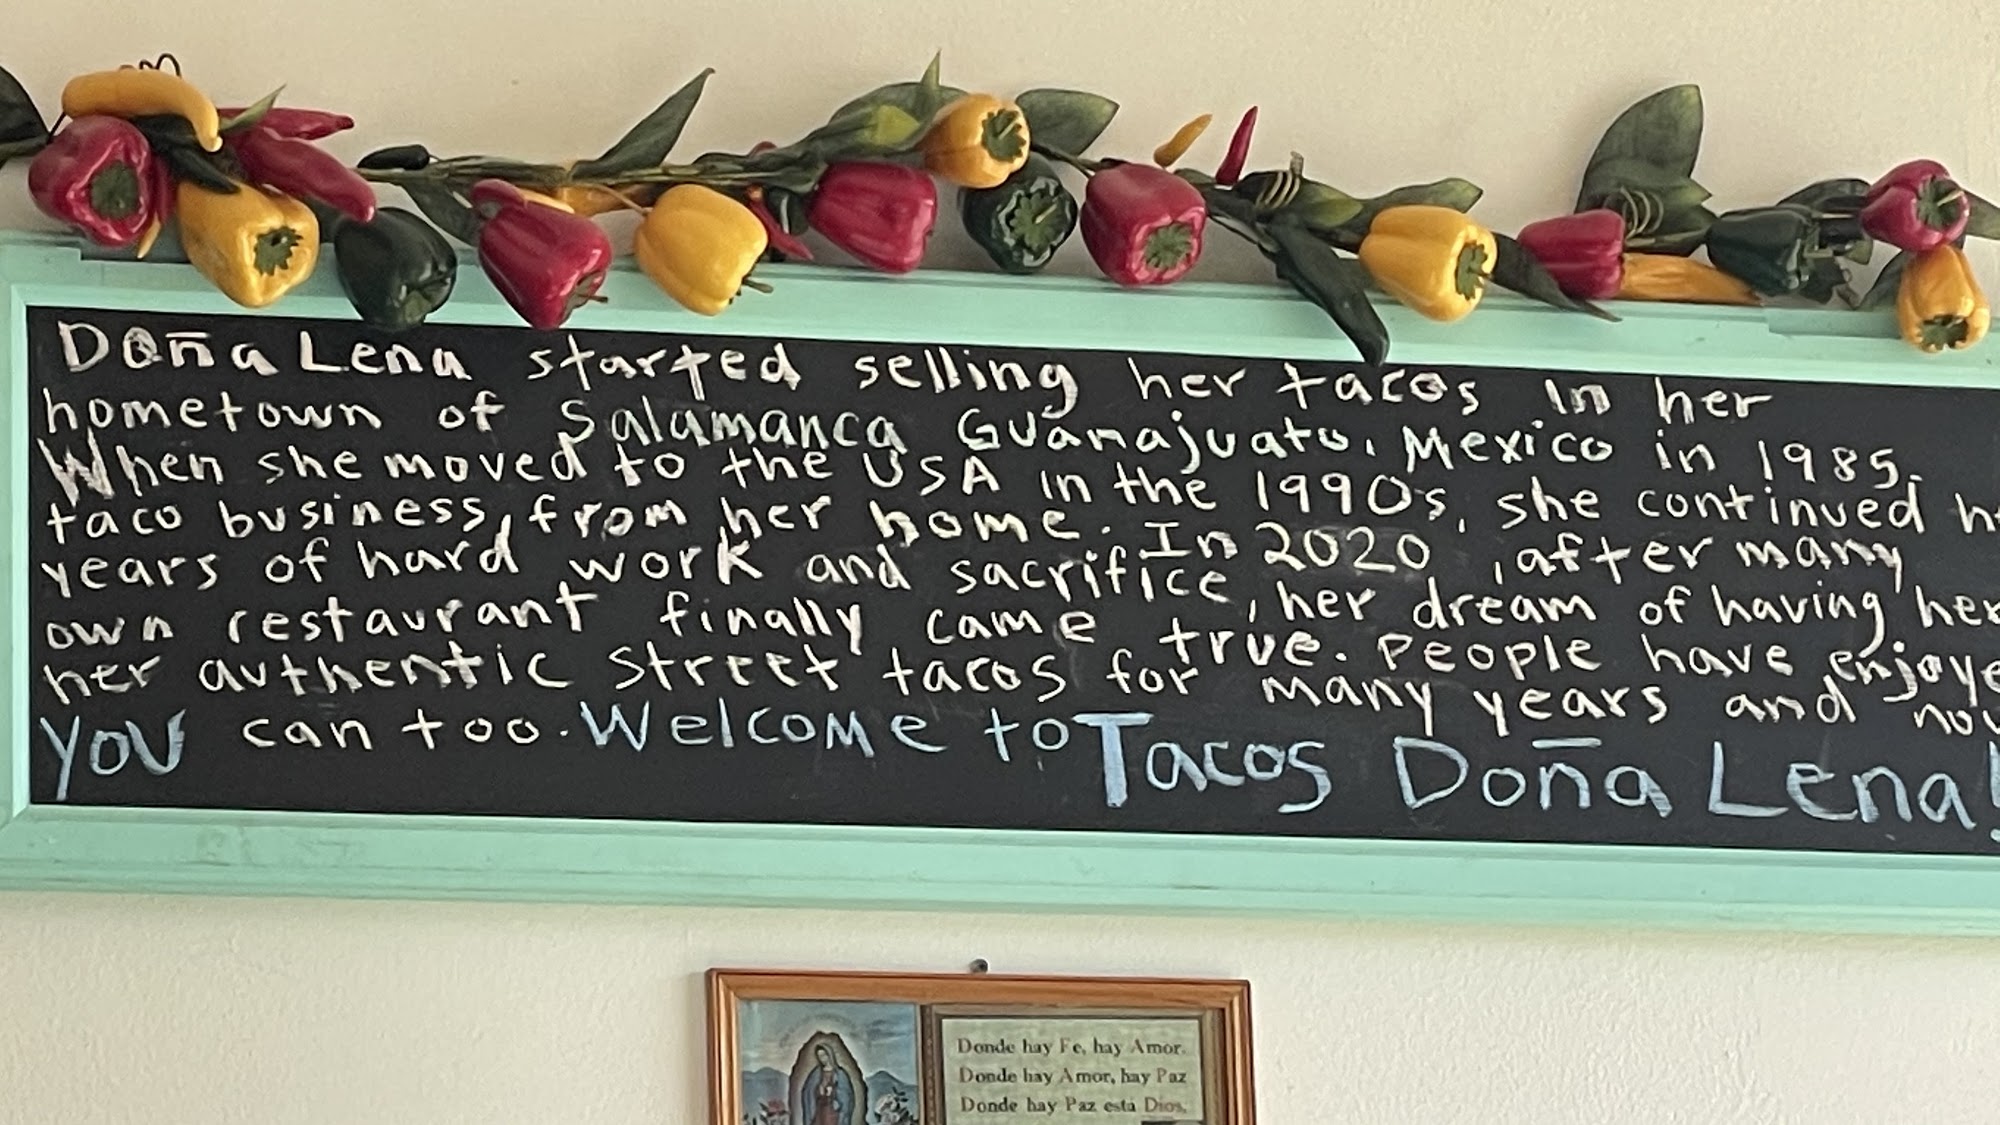 Doña Lena started selling her tacos in her
hometown of Salamanca Guanajuato, Mexico in 1985.
When she moved to the USA in the 1990s, she continued he
taco business, from her home. In 2020, after many
years of hard work and sacrifice, her dream of having her
own restaurant finally came true. People have enjoye
her authentic street tacos for many years and now
you can too. Welcome to Tacos Doña Lena!
Donde hay Fe, hay Amor.
Donde hay Amor, hay Paz
Donde hay Paz esta Dios,